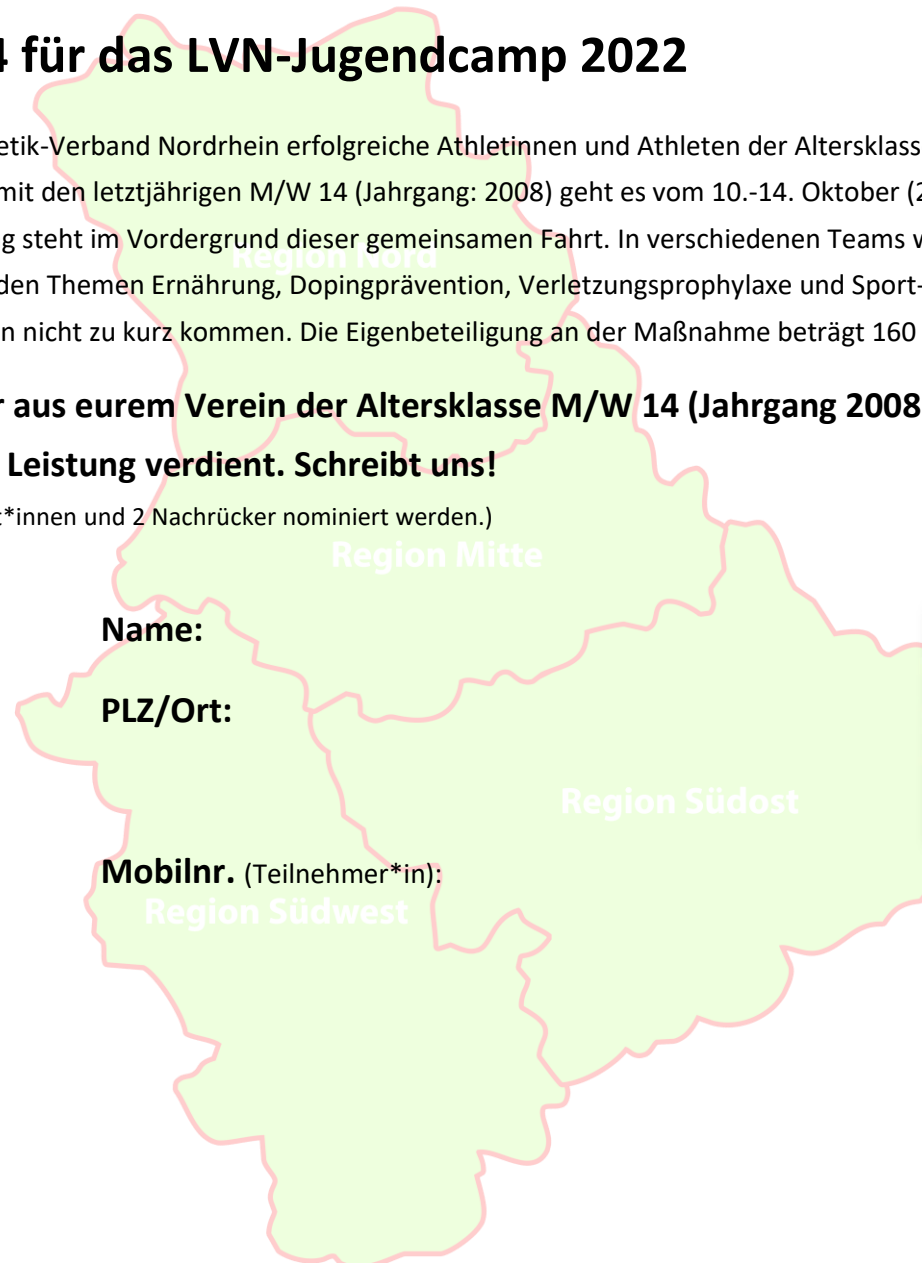 4 für das LVN-Jugendcamp 2022
etik-Verband Nordrhein erfolgreiche Athletinnen und Athleten der Altersklass
mit den letztjährigen M/W 14 (Jahrgang: 2008) geht es vom 10.-14. Oktober (2
g steht im Vordergrund dieser gemeinsamen Fahrt. In verschiedenen Teams w
Region Nord
den Themen Ernährung, Dopingprävention, Verletzungsprophylaxe und Sport-
n nicht zu kurz kommen. Die Eigenbeteiligung an der Maßnahme beträgt 160
r aus eurem Verein der Altersklasse M/W 14 (Jahrgang 2008
Leistung verdient. Schreibt uns!
t*innen und 2 Nachrücker nominiert werden.)
Region Mitte
Name:
PLZ/Ort:
Region Südost
Mobilnr. (Teilnehmer*in):
Region Südwest